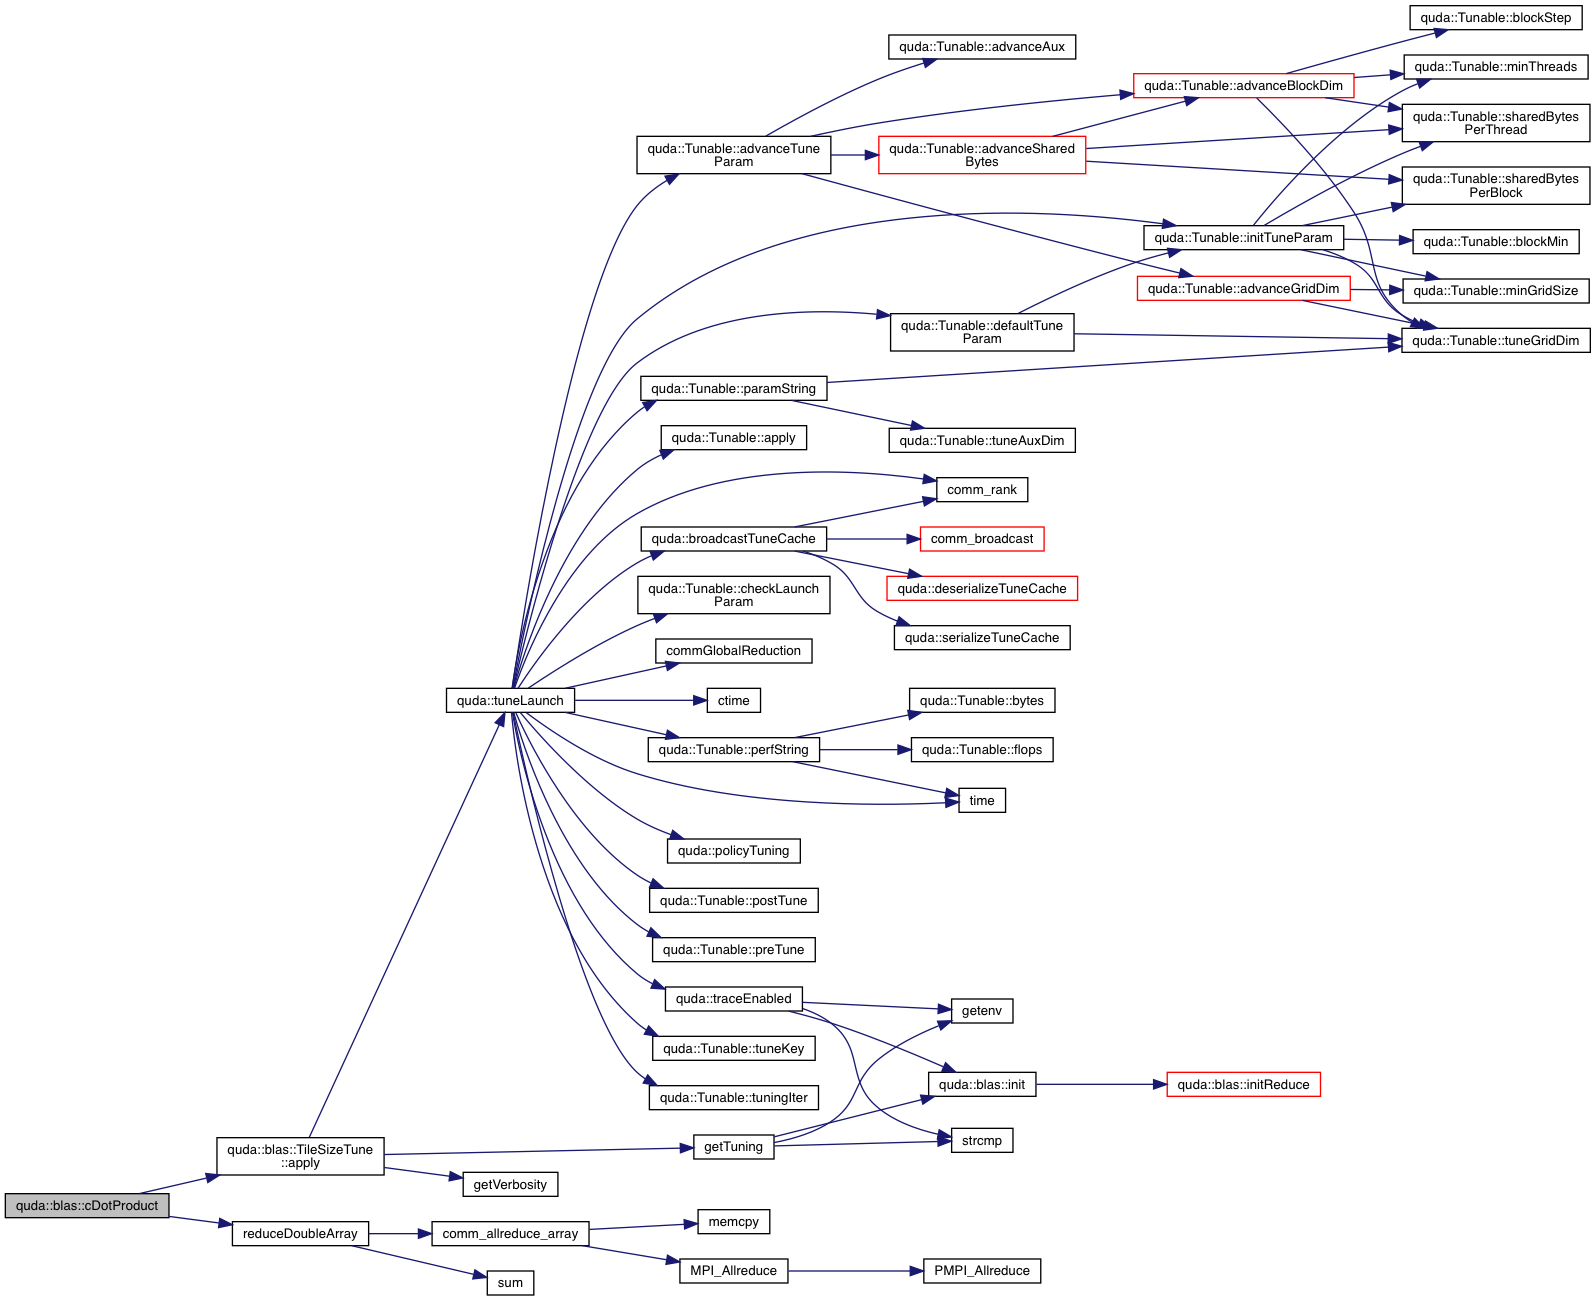 quda::Tunable::blockStep
quda::Tunable::advanceAux
quda::Tunable::minThreads
quda::Tunable::advanceBlockDim
quda::Tunable::sharedBytes
PerThread
quda::Tunable::advanceTune
Param
quda::Tunable::advanceShared
Bytes
quda::Tunable::sharedBytes
PerBlock
quda::Tunable::initTuneParam
quda::Tunable::blockMin
quda::Tunable::advanceGridDim
quda::Tunable::minGridSize
quda::Tunable::defaultTune
Param
quda::Tunable::tuneGridDim
quda::Tunable::paramString
quda::Tunable::apply
quda::Tunable::tuneAuxDim
comm_rank
quda::broadcastTuneCache
comm_broadcast
quda::Tunable::checkLaunch
Param
quda::deserializeTuneCache
quda::serializeTuneCache
commGlobalReduction
quda::tuneLaunch
ctime
quda::Tunable::bytes
quda::Tunable::perfString
quda::Tunable::flops
time
quda::policyTuning
quda::Tunable::postTune
quda::Tunable::preTune
quda::traceEnabled
getenv
quda::Tunable::tuneKey
quda::blas::init
quda::blas::initReduce
quda::Tunable::tuningIter
quda::blas::TileSizeTune
::apply
getTuning
strcmp
getVerbosity
quda::blas::cDotProduct
reduceDoubleArray
comm_allreduce_array
memcpy
MPI_Allreduce
PMPI_Allreduce
sum